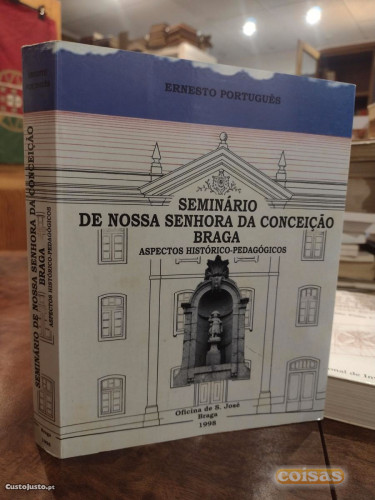 ERNESTO PORTUGUÊS
SEMINÁRIO
DE NOSSA SENHORA DA CONCEIÇÃO
BRAGA
ASPECTOS HISTÓRICO-PEDAGÓGICOS
Oficina de S. José
Braga
1998
SEMINÁRIO DE NOSSA SENHORA DA CONCEIÇÃO
BRAGA
ASPECTOS HISTÓRICO-PEDAGÓGICOS
CustoJusto.pt
coisas